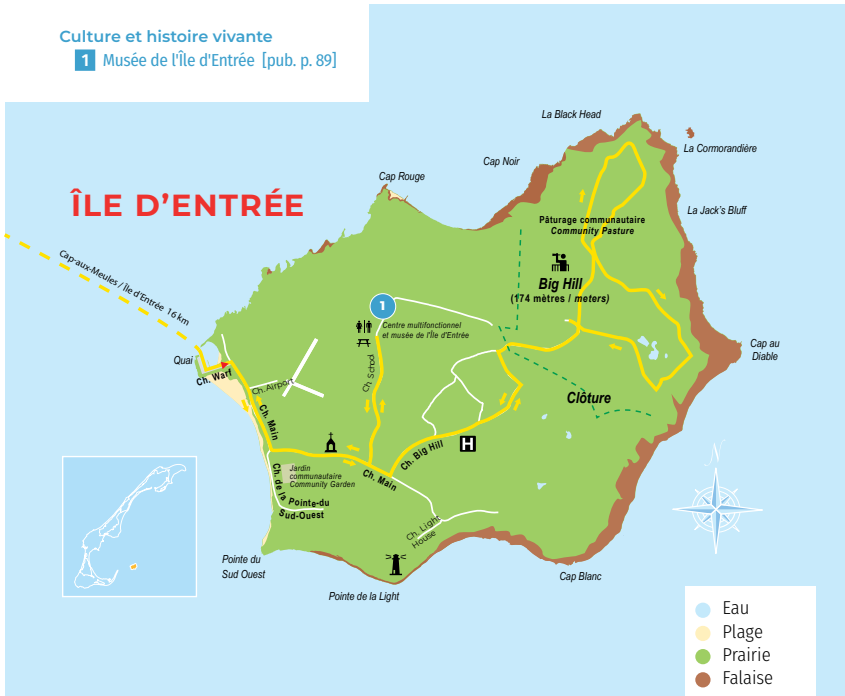 Culture et histoire vivante
1 Musée de l'Île d'Entrée [pub. p. 89]
ÎLE D'ENTRÉE
La Black Head
La Cormorandière
Cap Noir
Cap Rouge
La Jack's Bluff
Pâturage communautaire
Community Pasture
Big Hill
(174 mètres / meters)
Cap-aux-Meules / Île d'Entrée 16 km
1
Centre multifonctionnel
et musée de l'Île d'Entrée
Quai
Ch. Warf
Ch. Airport
Ch. School
Cap au
Diable
Clôture
Ch. Main
H
Ch. Big Hill
Ch. Main
Jardin
communautaire
Community Garden
Ch. de la Pointe-du
Sud-Ouest
Ch. Light
House
N
Pointe du
Sud Ouest
Pointe de la Light
Cap Blanc
Eau
Plage
Prairie
Falaise